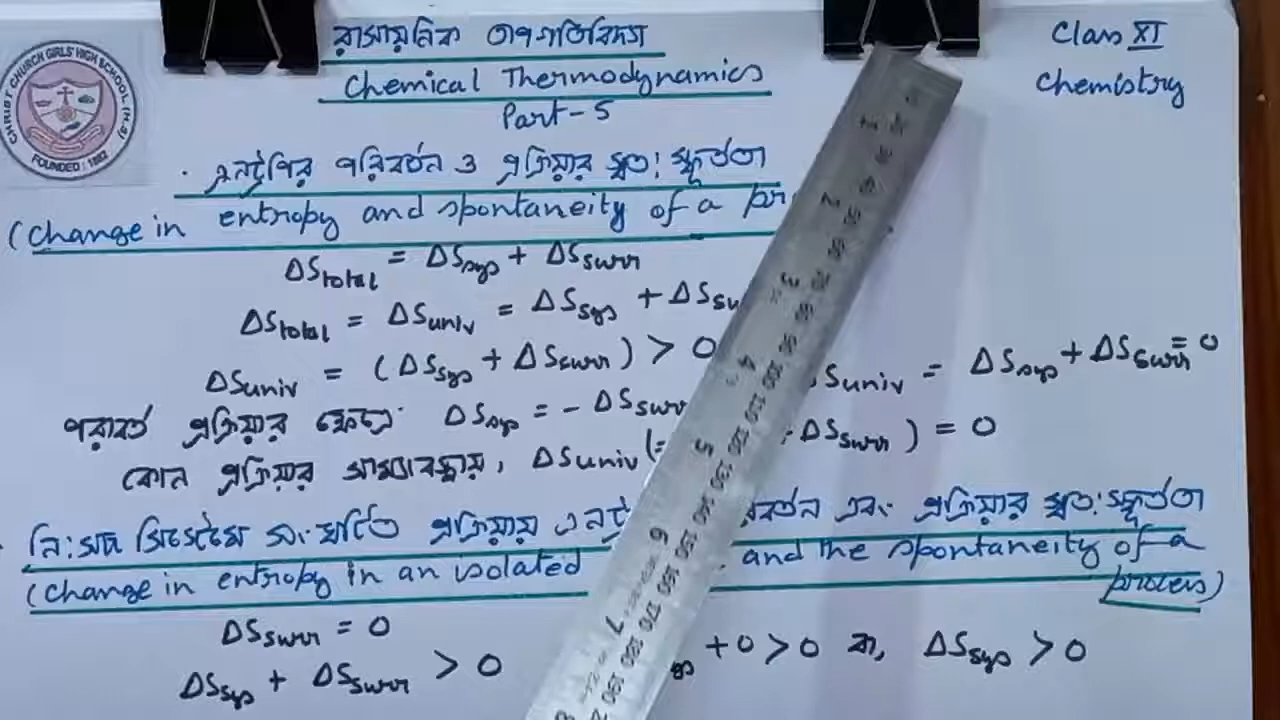 CHRIST CHURCH GIRLS' HIGH SCHOOL (H.S)
FOUNDED : 1882
রাসায়নিক তাপগতিবিদ্যা
Chemical Thermodynamics
Part-5
Class XI
Chemistry
এনট্রপির পরিবর্তন ও প্রক্রিয়ার স্বতঃস্ফূর্ততা
(Change in entropy and spontaneity of a pr
ΔStotal = ΔSsys + ΔSsurr
ΔStotal = ΔSuniv = ΔSsys + ΔSsu
ΔSuniv = (ΔSsys + ΔSsurr) > 0
Suniv = ΔSsys + ΔSsurr = 0
পরাবর্ত প্রক্রিয়ার ক্ষেত্রে ΔSsys = - ΔSsurr
কোন প্রক্রিয়ার সাম্যাবস্থায়, ΔSuniv (= ΔSsurr) = 0
নিঃসঙ্গ সিস্টেমে সংঘটিত প্রক্রিয়ায় এনট্র বর্তন এবং প্রক্রিয়ার স্বতঃস্ফূর্ততা
(Change in entropy in an isolated and the spontaneity of a
process)
ΔSsurr = 0
ΔSsys + ΔSsurr > 0 + 0 > 0 বা, ΔSsys > 0